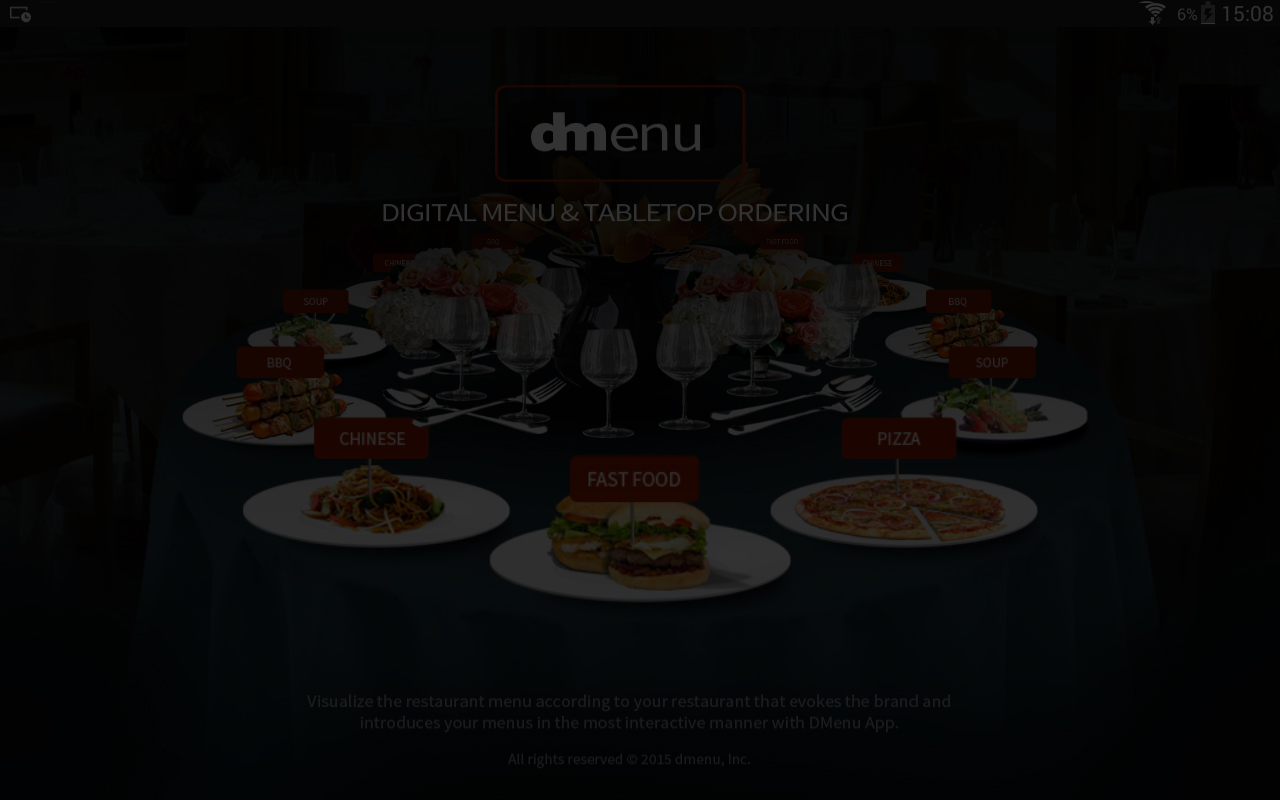 6% 15:08
dmenu
DIGITAL MENU & TABLETOP ORDERING
BBQ
FAST FOOD
CHINESE
CHINESE
SOUP
BBQ
BBQ
SOUP
CHINESE
PIZZA
FAST FOOD
Visualize the restaurant menu according to your restaurant that evokes the brand and
introduces your menus in the most interactive manner with DMenu App.
All rights reserved © 2015 dmenu, Inc.